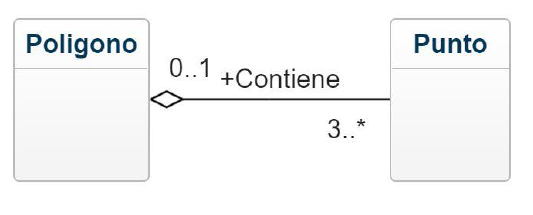 Poligono
0..1
+Contiene
3..*
Punto